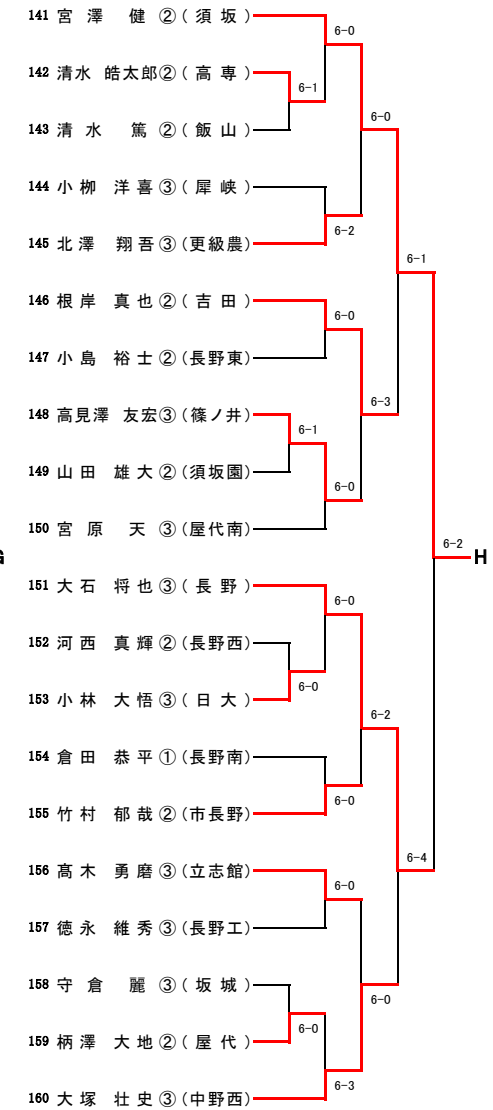 141 宮澤 健②(須坂)
6-0
142 清水 皓太郎②(高専)
6-1
6-0
143 清水 篤②(飯山)
144 小栁 洋喜③(犀峡)
6-2
145 北澤 翔吾③(更級農)
6-1
146 根岸 真也②(吉田)
6-0
147 小島 裕士②(長野東)
6-3
148 高見澤 友宏③(篠ノ井)
6-1
149 山田 雄大②(須坂園)
6-0
150 宮原 天③(屋代南)
6-2
G
H
151 大石 将也③(長野)
6-0
152 河西 真輝②(長野西)
6-0
153 小林 大悟③(日大)
6-2
154 倉田 恭平①(長野南)
6-0
155 竹村 郁哉②(市長野)
6-4
156 髙木 勇磨③(立志館)
6-0
157 徳永 維秀③(長野工)
158 守倉 麗③(坂城)
6-0
6-0
159 柄澤 大地②(屋代)
6-3
160 大塚 壮史③(中野西)